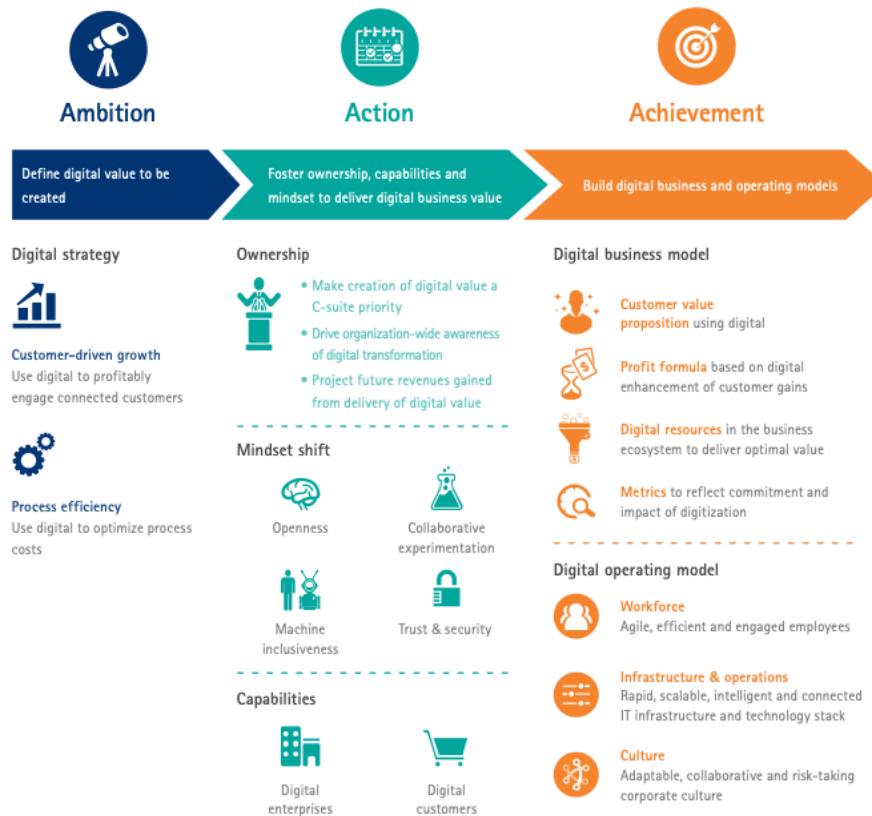 Ambition
Action
Achievement
Define digital value to be
created
Foster ownership, capabilities and
mindset to deliver digital business value
Build digital business and operating models
Digital strategy
Customer-driven growth
Use digital to profitably
engage connected customers
Process efficiency
Use digital to optimize process
costs
Ownership
• Make creation of digital value a
C-suite priority
• Drive organization-wide awareness
of digital transformation
• Project future revenues gained
from delivery of digital value
Mindset shift
Openness
Collaborative
experimentation
Machine
inclusiveness
Trust & security
Capabilities
Digital
enterprises
Digital
customers
Digital business model
Customer value
proposition using digital
Profit formula based on digital
enhancement of customer gains
Digital resources in the business
ecosystem to deliver optimal value
Metrics to reflect commitment and
impact of digitization
Digital operating model
Workforce
Agile, efficient and engaged employees
Infrastructure & operations
Rapid, scalable, intelligent and connected
IT infrastructure and technology stack
Culture
Adaptable, collaborative and risk-taking
corporate culture